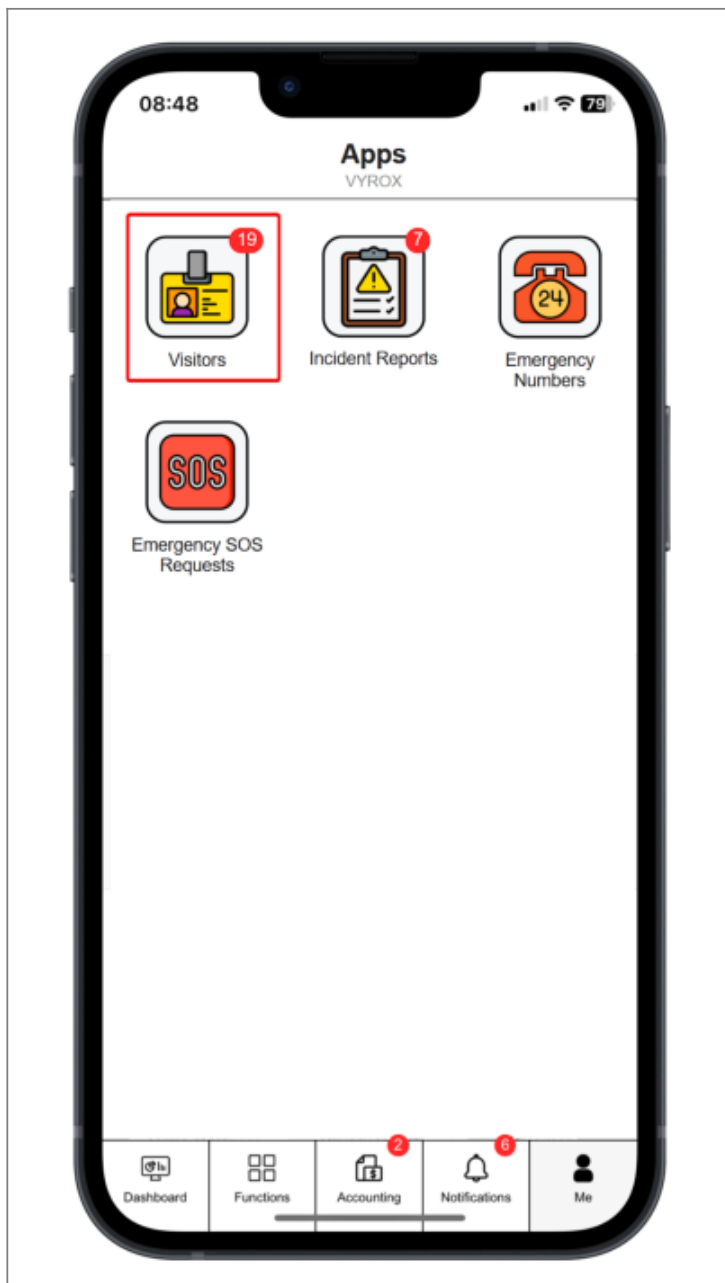 08:48
79
Apps
VYROX
19
7
24
Visitors
Incident Reports
Emergency
Numbers
SOS
Emergency SOS
Requests
2
6
Dashboard
Functions
Accounting
Notifications
Me